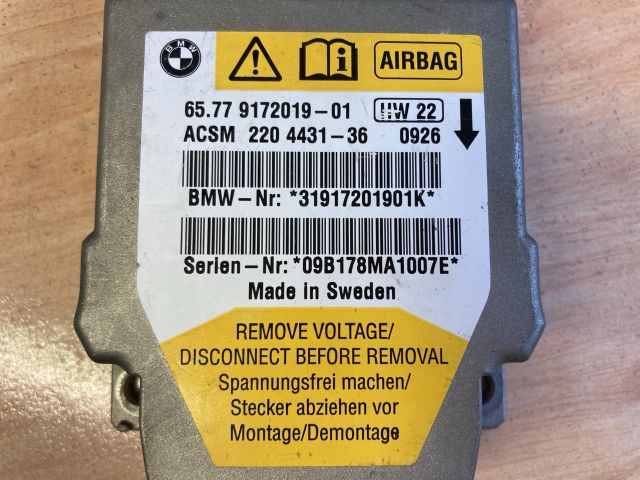 BMW
AIRBAG
65.77 9172019-01 HW 22
ACSM 220 4431-36 0926
BMW-Nr: *31917201901K*
Serien-Nr: *09B178MA1007E*
Made in Sweden
REMOVE VOLTAGE/
DISCONNECT BEFORE REMOVAL
Spannungsfrei machen/
Stecker abziehen vor
Montage/Demontage